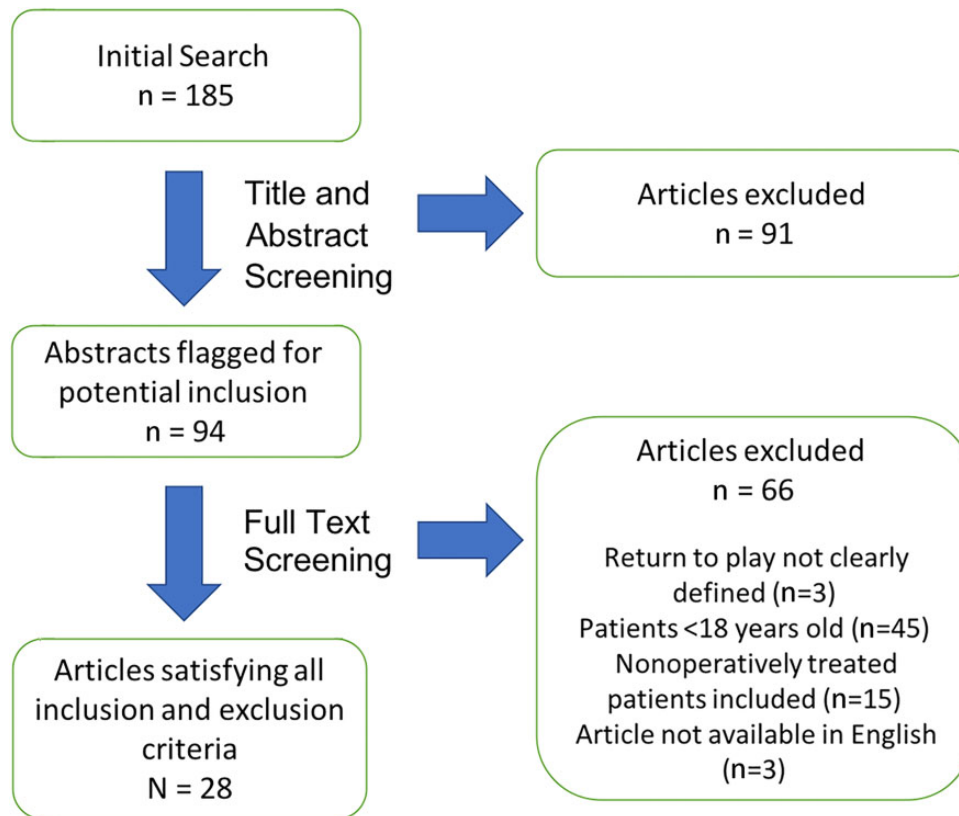 Initial Search
n = 185
Title and
Abstract
Screening
Articles excluded
n = 91
Abstracts flagged for
potential inclusion
n = 94
Full Text
Screening
Articles excluded
n = 66
Return to play not clearly
defined (n=3)
Patients <18 years old (n=45)
Nonoperatively treated
patients included (n=15)
Article not available in English
(n=3)
Articles satisfying all
inclusion and exclusion
criteria
N = 28